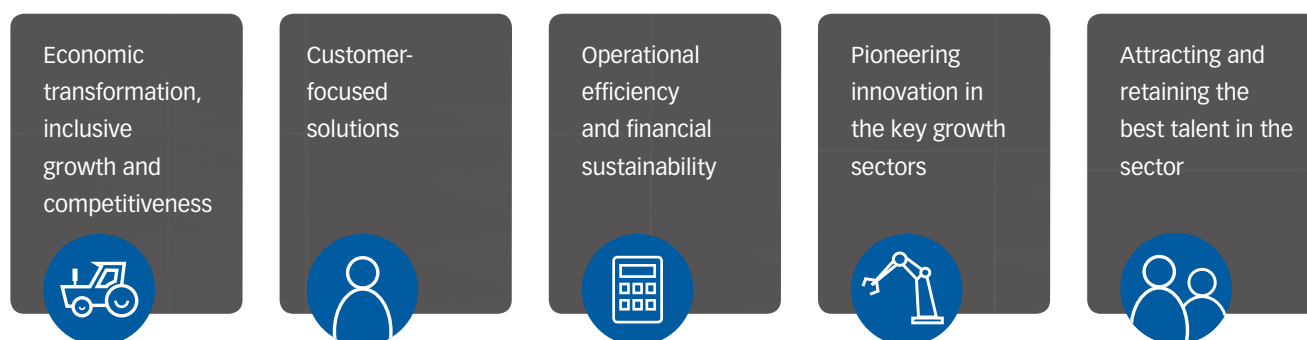 Economic
transformation,
inclusive
growth and
competitiveness
Customer-
focused
solutions
Operational
efficiency
and financial
sustainability
Pioneering
innovation in
the key growth
sectors
Attracting and
retaining the
best talent in the
sector